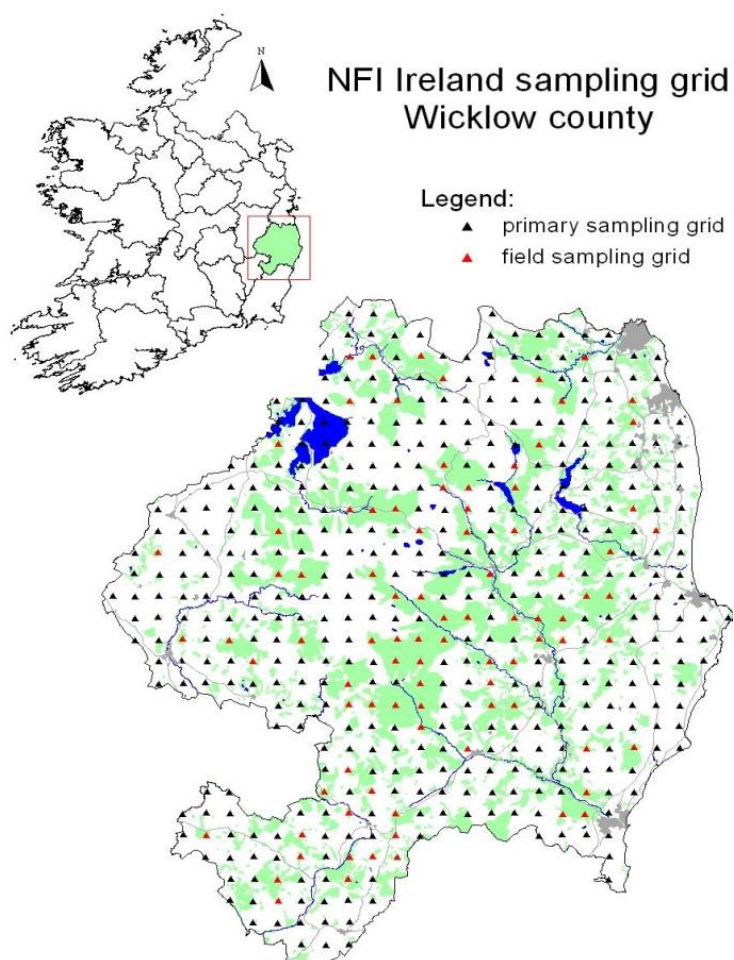 N
NFI Ireland sampling grid
Wicklow county
Legend:
primary sampling grid
field sampling grid